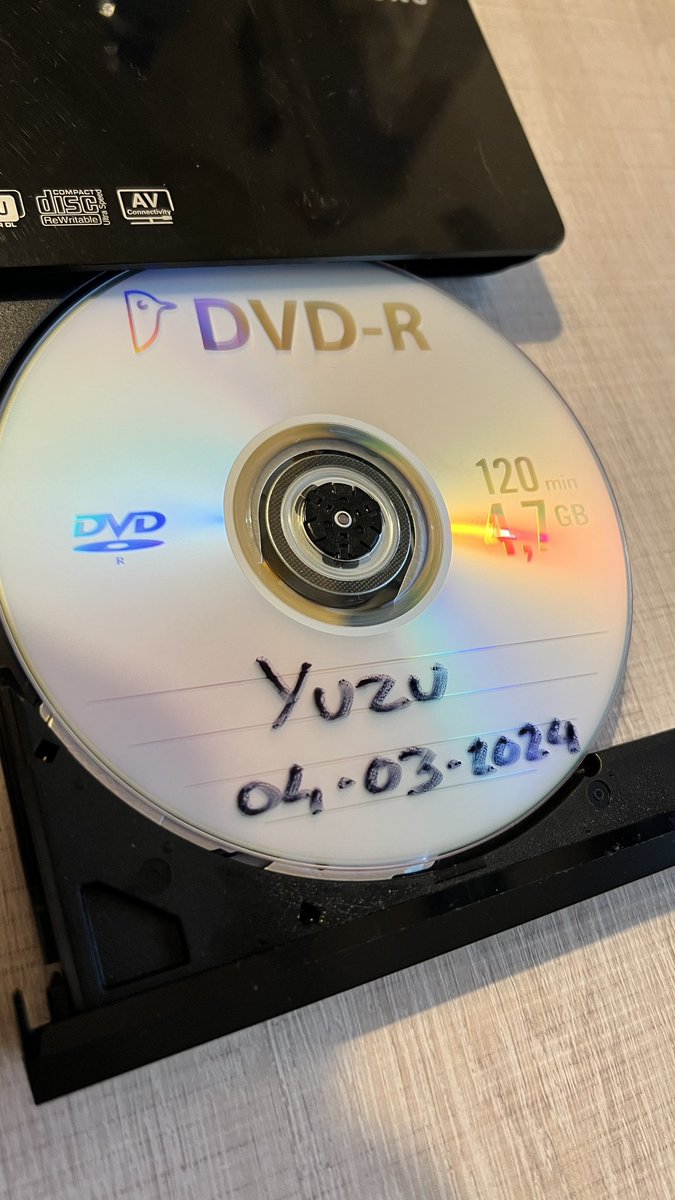 COMPACT
disc
ReWritable
Ultra Speed
AV
Connectivity
DVD-R
120 min
4,7 GB
DVD
R
Yuzu
04.03.2024